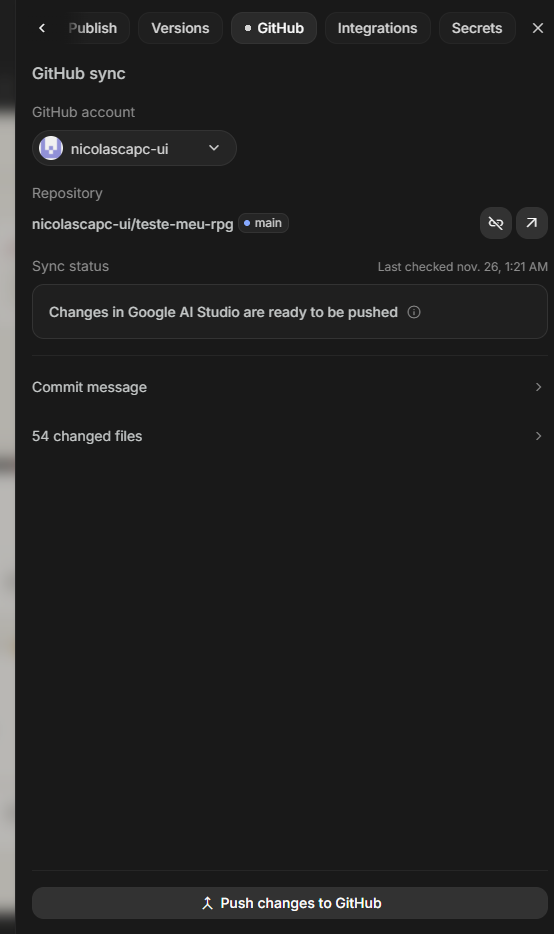 Publish
Versions
GitHub
Integrations
Secrets
GitHub sync
GitHub account
nicolascapc-ui
Repository
nicolascapc-ui/teste-meu-rpg main
Sync status
Last checked nov. 26, 1:21 AM
Changes in Google AI Studio are ready to be pushed
Commit message
54 changed files
Push changes to GitHub